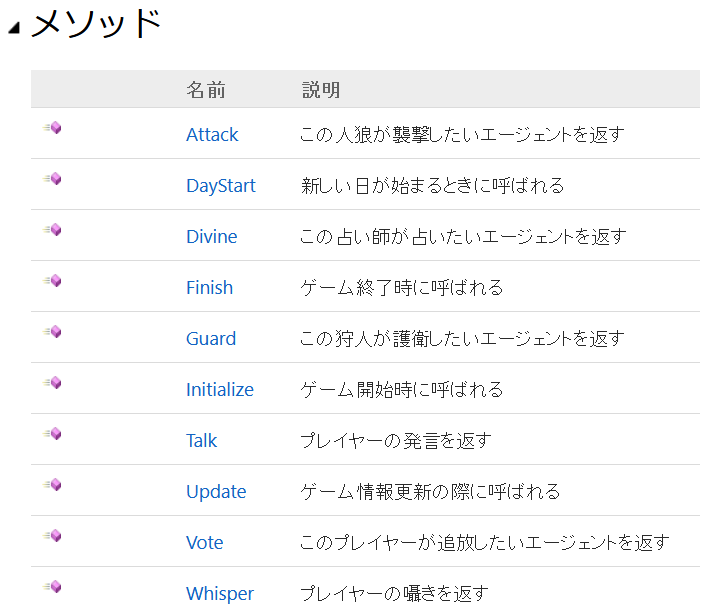 メソッド
名前 説明
Attack この人狼が襲撃したいエージェントを返す
DayStart 新しい日が始まるときに呼ばれる
Divine この占い師が占いたいエージェントを返す
Finish ゲーム終了時に呼ばれる
Guard この狩人が護衛したいエージェントを返す
Initialize ゲーム開始時に呼ばれる
Talk プレイヤーの発言を返す
Update ゲーム情報更新の際に呼ばれる
Vote このプレイヤーが追放したいエージェントを返す
Whisper プレイヤーの囁きを返す